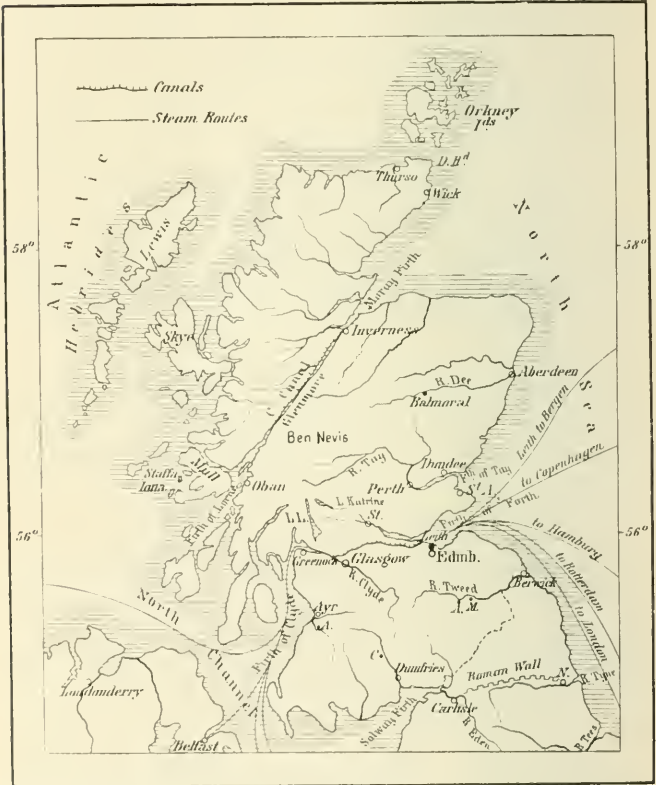 Canals
Steam Routes
Orkney
Ids
D. Hd
Thurso
Wick
Atlantic
Hebrides
Lewis
58°
58°
North
Sea
Moray Firth
Skye
Inverness
C. Canal
Glenmore
Aberdeen
R. Dee
Balmoral
Leith to Bergen
Ben Nevis
to Copenhagen
R. Tay
Dundee
Fth of Tay
Mull
Staffa
Iona
Oban
Perth
St A.
Firth of Lorne
L. Katrine
St.
Firth of Forth
56°
56°
L.L.
Leith
to Hamburg
Greenock
Glasgow
Edinb.
to Rotterdam
R. Clyde
R. Tweed
Berwick
to London
A. M.
North
Channel
Firth of Clyde
Ayr
A.
C.
Dumfries
Roman Wall
N.
R Tyne
Londonderry
Carlisle
Solway Firth
R Eden
R Tees
Belfast